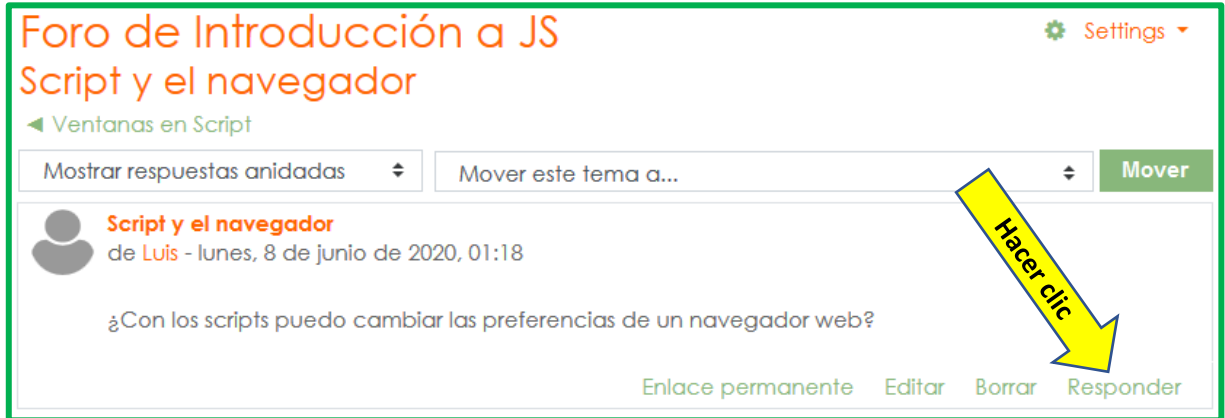 Foro de Introducción a JS
Settings
Script y el navegador
Ventanas en Script
Mostrar respuestas anidadas
Mover este tema a...
Mover
Script y el navegador
de Luis - lunes, 8 de junio de 2020, 01:18
Hacer clic
¿Con los scripts puedo cambiar las preferencias de un navegador web?
Enlace permanente Editar Borrar Responder